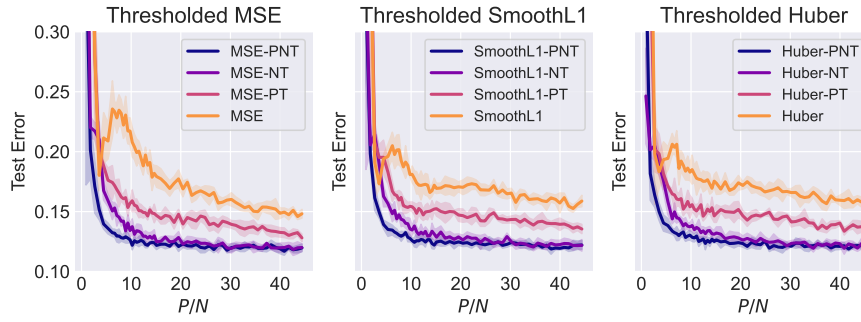 Thresholded MSE
Test Error
0.30
0.25
0.20
0.15
0.10
MSE-PNT
MSE-NT
MSE-PT
MSE
0 10 20 30 40
P/N
Thresholded SmoothL1
Test Error
SmoothL1-PNT
SmoothL1-NT
SmoothL1-PT
SmoothL1
0 10 20 30 40
P/N
Thresholded Huber
Test Error
Huber-PNT
Huber-NT
Huber-PT
Huber
0 10 20 30 40
P/N